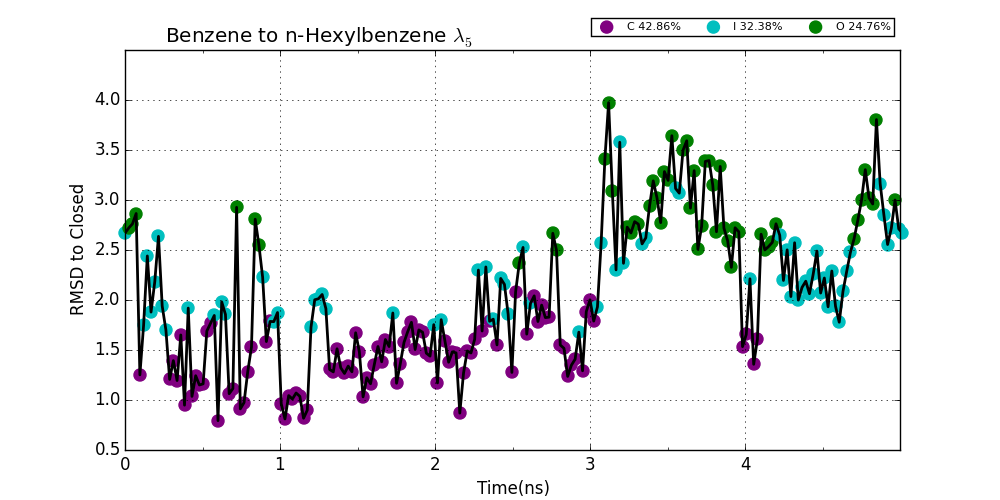 C 42.86% I 32.38% O 24.76%
Benzene to n-Hexylbenzene λ5
4.0
3.5
3.0
2.5
2.0
1.5
1.0
0.5
RMSD to Closed
0 1 2 3 4
Time(ns)